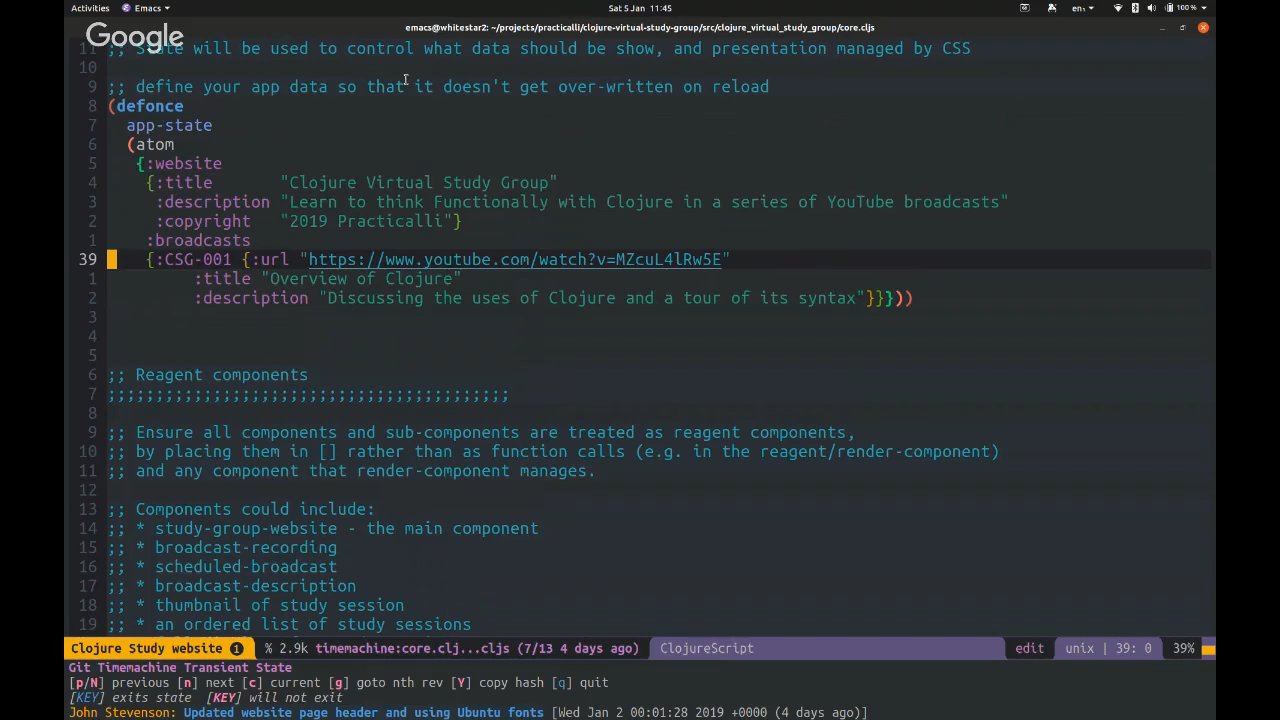 Activities Emacs Sat 5 Jan 11:45 en₁ 100 %
Google
emacs@whitestar2: ~/projects/practicalli/clojure-virtual-study-group/src/clojure_virtual_study_group/core.cljs
11 ;; State will be used to control what data should be show, and presentation managed by CSS
10
9 ;; define your app data so that it doesn't get over-written on reload
8 (defonce
7 app-state
6 (atom
5 {:website
4 {:title "Clojure Virtual Study Group"
3 :description "Learn to think Functionally with Clojure in a series of YouTube broadcasts"
2 :copyright "2019 Practicalli"}
1 :broadcasts
39 {:CSG-001 {:url "https://www.youtube.com/watch?v=MZcuL4lRw5E"
1 :title "Overview of Clojure"
2 :description "Discussing the uses of Clojure and a tour of its syntax"}}}))
3
4
5
6 ;; Reagent components
7 ;;;;;;;;;;;;;;;;;;;;;;;;;;;;;;;;;;;;;;;;;;
8
9 ;; Ensure all components and sub-components are treated as reagent components,
10 ;; by placing them in [] rather than as function calls (e.g. in the reagent/render-component)
11 ;; and any component that render-component manages.
12
13 ;; Components could include:
14 ;; * study-group-website - the main component
15 ;; * broadcast-recording
16 ;; * scheduled-broadcast
17 ;; * broadcast-description
18 ;; * thumbnail of study session
19 ;; * an ordered list of study sessions
Clojure Study website 1 % 2.9k timemachine:core.clj...cljs (7/13 4 days ago) ClojureScript edit unix | 39: 0 39%
Git Timemachine Transient State
[p/N] previous [n] next [c] current [g] goto nth rev [Y] copy hash [q] quit
[KEY] exits state [KEY] will not exit
John Stevenson: Updated website page header and using Ubuntu fonts [Wed Jan 2 00:01:28 2019 +0000 (4 days ago)]